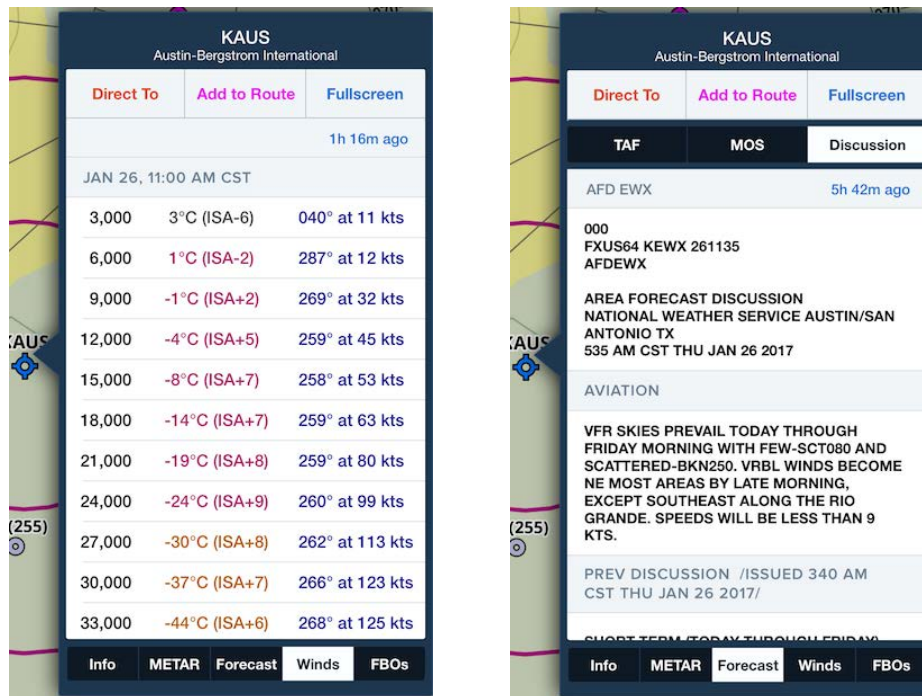 KAUS
Austin-Bergstrom International
Direct To Add to Route Fullscreen
1h 16m ago
JAN 26, 11:00 AM CST
3,000 3°C (ISA-6) 040° at 11 kts
6,000 1°C (ISA-2) 287° at 12 kts
9,000 -1°C (ISA+2) 269° at 32 kts
12,000 -4°C (ISA+5) 259° at 45 kts
15,000 -8°C (ISA+7) 258° at 53 kts
18,000 -14°C (ISA+7) 259° at 63 kts
21,000 -19°C (ISA+8) 259° at 80 kts
24,000 -24°C (ISA+9) 260° at 99 kts
27,000 -30°C (ISA+8) 262° at 113 kts
30,000 -37°C (ISA+7) 266° at 123 kts
33,000 -44°C (ISA+6) 268° at 125 kts
Info METAR Forecast Winds FBOs
KAUS
(255)
KAUS
Austin-Bergstrom International
Direct To Add to Route Fullscreen
TAF MOS Discussion
AFD EWX 5h 42m ago
000
FXUS64 KEWX 261135
AFDEWX
AREA FORECAST DISCUSSION
NATIONAL WEATHER SERVICE AUSTIN/SAN
ANTONIO TX
535 AM CST THU JAN 26 2017
AVIATION
VFR SKIES PREVAIL TODAY THROUGH
FRIDAY MORNING WITH FEW-SCT080 AND
SCATTERED-BKN250. VRBL WINDS BECOME
NE MOST AREAS BY LATE MORNING,
EXCEPT SOUTHEAST ALONG THE RIO
GRANDE. SPEEDS WILL BE LESS THAN 9
KTS.
PREV DISCUSSION /ISSUED 340 AM
CST THU JAN 26 2017/
SHORT TERM (TODAY THROUGH FRIDAY)
Info METAR Forecast Winds FBOs
KAUS
(255)